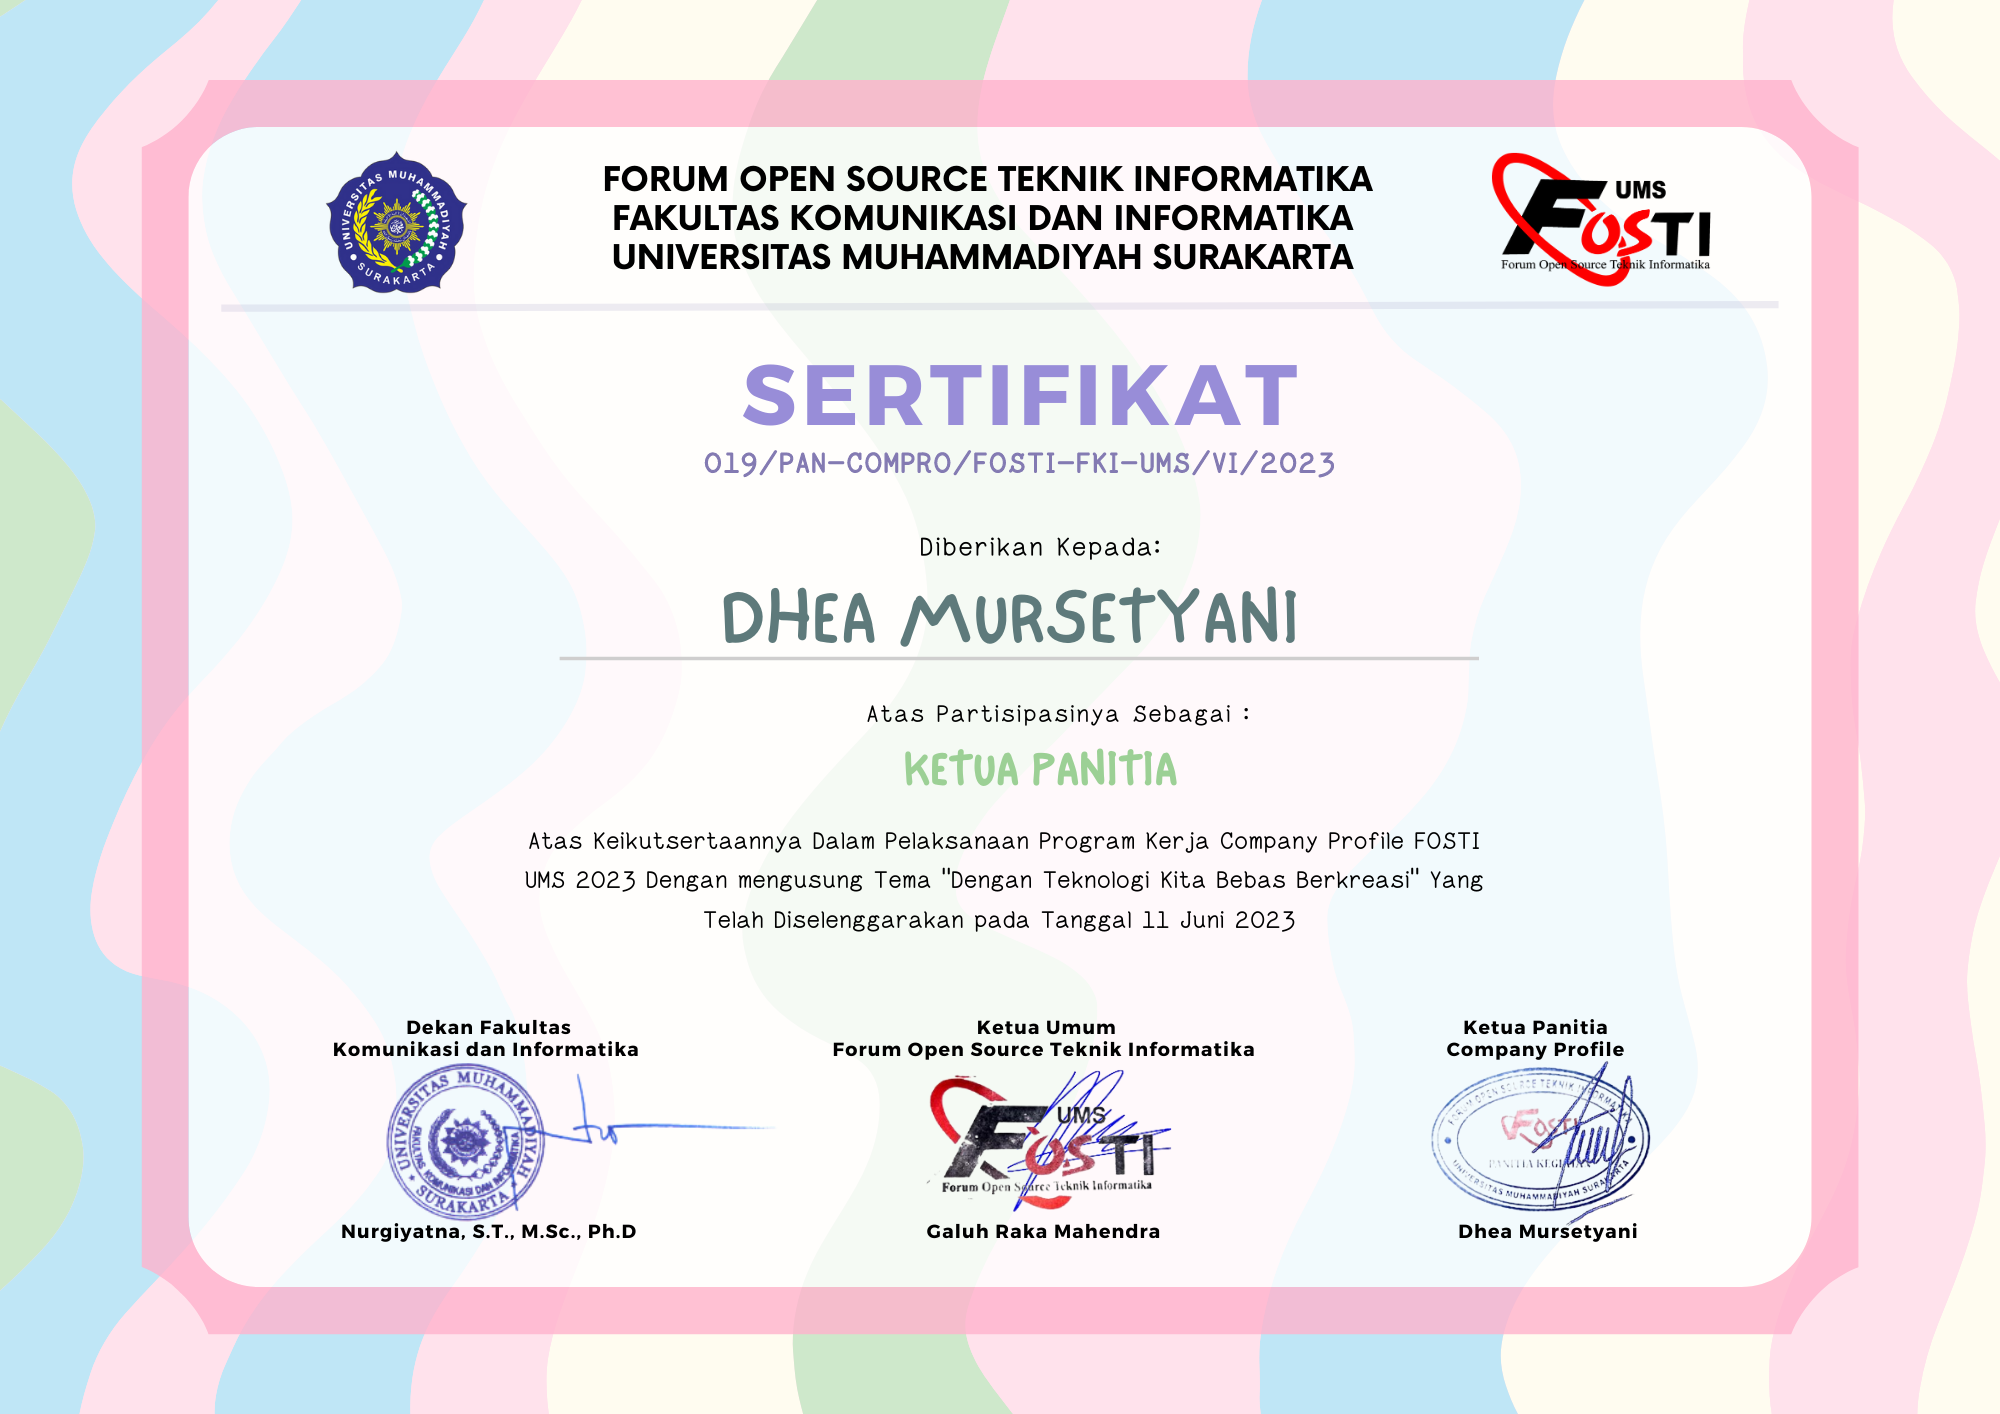 UNIVERSITAS MUHAMMADIYAH
SURAKARTA
FORUM OPEN SOURCE TEKNIK INFORMATIKA
FAKULTAS KOMUNIKASI DAN INFORMATIKA
UNIVERSITAS MUHAMMADIYAH SURAKARTA
UMS
FOSTI
Forum Open Source Teknik Informatika
SERTIFIKAT
019/PAN-COMPRO/FOSTI-FKI-UMS/VI/2023
Diberikan Kepada:
DHEA MURSETYANI
Atas Partisipasinya Sebagai :
KETUA PANITIA
Atas Keikutsertaannya Dalam Pelaksanaan Program Kerja Company Profile FOSTI
UMS 2023 Dengan mengusung Tema "Dengan Teknologi Kita Bebas Berkreasi" Yang
Telah Diselenggarakan pada Tanggal 11 Juni 2023
Dekan Fakultas
Komunikasi dan Informatika
UNIVERSITAS MUHAMMADIYAH
FAKULTAS KOMUNIKASI DAN INFORMATIKA
SURAKARTA
Nurgiyatna, S.T., M.Sc., Ph.D
Ketua Umum
Forum Open Source Teknik Informatika
UMS
FOSTI
Forum Open Source Teknik Informatika
Galuh Raka Mahendra
Ketua Panitia
Company Profile
FORUM OPEN SOURCE TEKNIK INFORMATIKA
FOSTI
PANITIA
UNIVERSITAS MUHAMMADIYAH SURAKARTA
Dhea Mursetyani